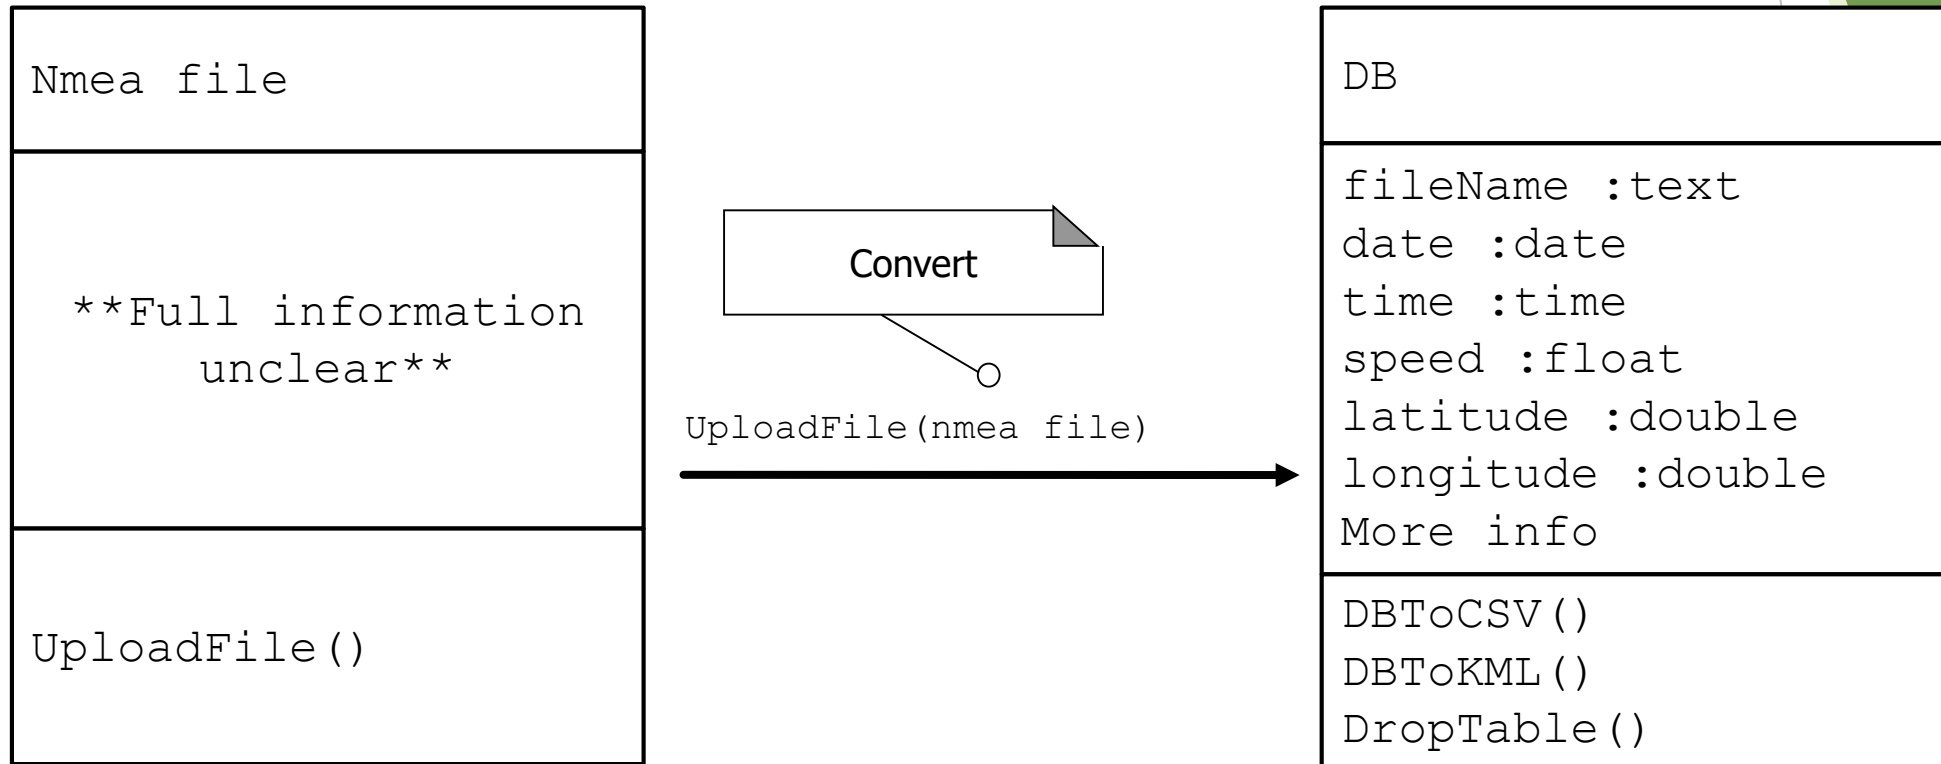 Nmea file
**Full information
unclear**
UploadFile()
Convert
UploadFile(nmea file)
DB
fileName :text
date :date
time :time
speed :float
latitude :double
longitude :double
More info
DBToCSV()
DBToKML()
DropTable()